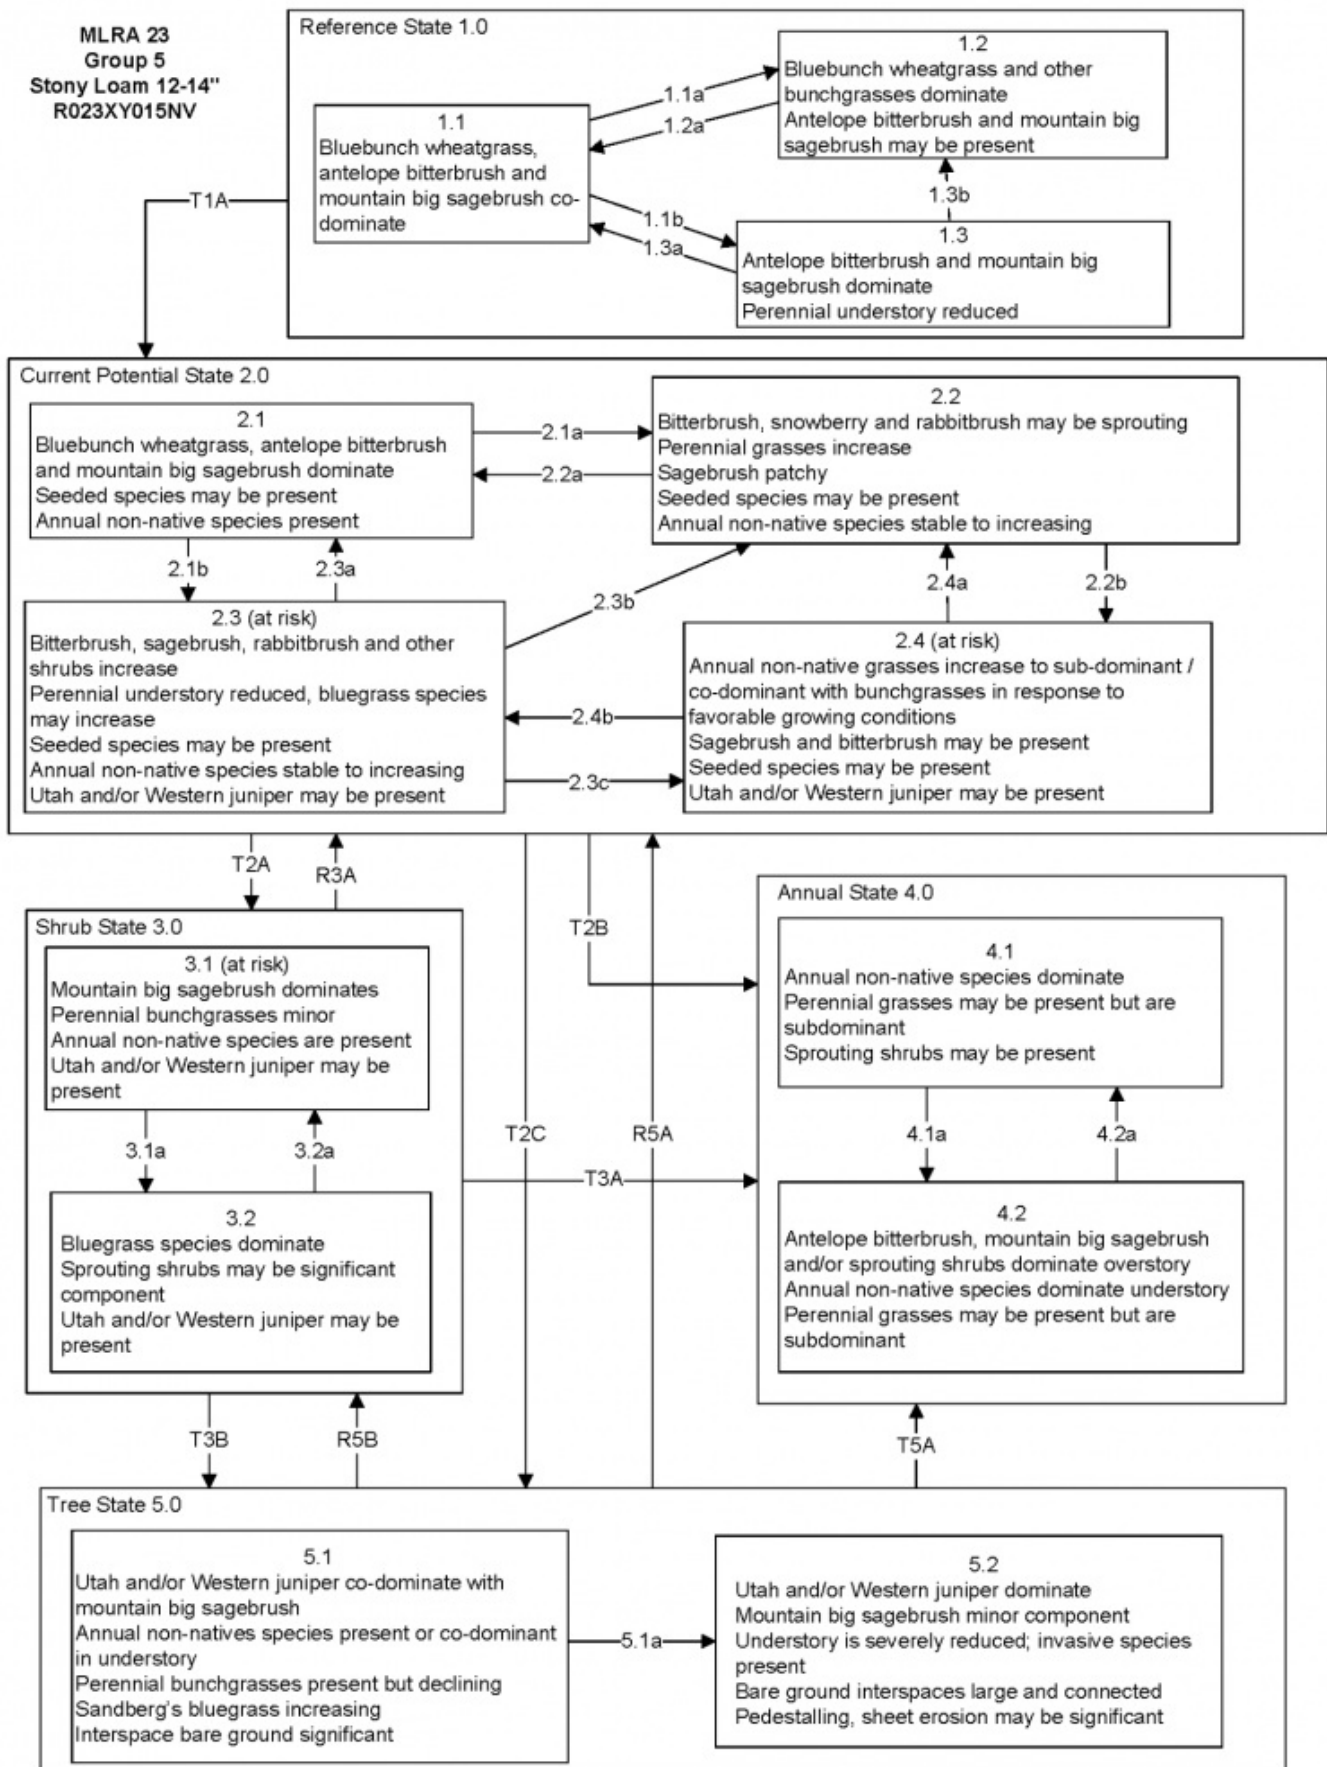 MLRA 23
Group 5
Stony Loam 12-14"
R023XY015NV
Reference State 1.0
1.1
Bluebunch wheatgrass,
antelope bitterbrush and
mountain big sagebrush co-
dominate
1.1a
1.2a
1.2
Bluebunch wheatgrass and other
bunchgrasses dominate
Antelope bitterbrush and mountain big
sagebrush may be present
1.3b
1.1b
1.3a
1.3
Antelope bitterbrush and mountain big
sagebrush dominate
Perennial understory reduced
T1A
Current Potential State 2.0
2.1
Bluebunch wheatgrass, antelope bitterbrush
and mountain big sagebrush dominate
Seeded species may be present
Annual non-native species present
2.1a
2.2a
2.2
Bitterbrush, snowberry and rabbitbrush may be sprouting
Perennial grasses increase
Sagebrush patchy
Seeded species may be present
Annual non-native species stable to increasing
2.1b
2.3a
2.3b
2.4a
2.2b
2.3 (at risk)
Bitterbrush, sagebrush, rabbitbrush and other
shrubs increase
Perennial understory reduced, bluegrass species
may increase
Seeded species may be present
Annual non-native species stable to increasing
Utah and/or Western juniper may be present
2.4b
2.3c
2.4 (at risk)
Annual non-native grasses increase to sub-dominant /
co-dominant with bunchgrasses in response to
favorable growing conditions
Sagebrush and bitterbrush may be present
Seeded species may be present
Utah and/or Western juniper may be present
T2A
R3A
T2B
T2C
R5A
Shrub State 3.0
3.1 (at risk)
Mountain big sagebrush dominates
Perennial bunchgrasses minor
Annual non-native species are present
Utah and/or Western juniper may be
present
3.1a
3.2a
3.2
Bluegrass species dominate
Sprouting shrubs may be significant
component
Utah and/or Western juniper may be
present
T3A
Annual State 4.0
4.1
Annual non-native species dominate
Perennial grasses may be present but are
subdominant
Sprouting shrubs may be present
4.1a
4.2a
4.2
Antelope bitterbrush, mountain big sagebrush
and/or sprouting shrubs dominate overstory
Annual non-native species dominate understory
Perennial grasses may be present but are
subdominant
T3B
R5B
T5A
Tree State 5.0
5.1
Utah and/or Western juniper co-dominate with
mountain big sagebrush
Annual non-natives species present or co-dominant
in understory
Perennial bunchgrasses present but declining
Sandberg's bluegrass increasing
Interspace bare ground significant
5.1a
5.2
Utah and/or Western juniper dominate
Mountain big sagebrush minor component
Understory is severely reduced; invasive species
present
Bare ground interspaces large and connected
Pedestalling, sheet erosion may be significant